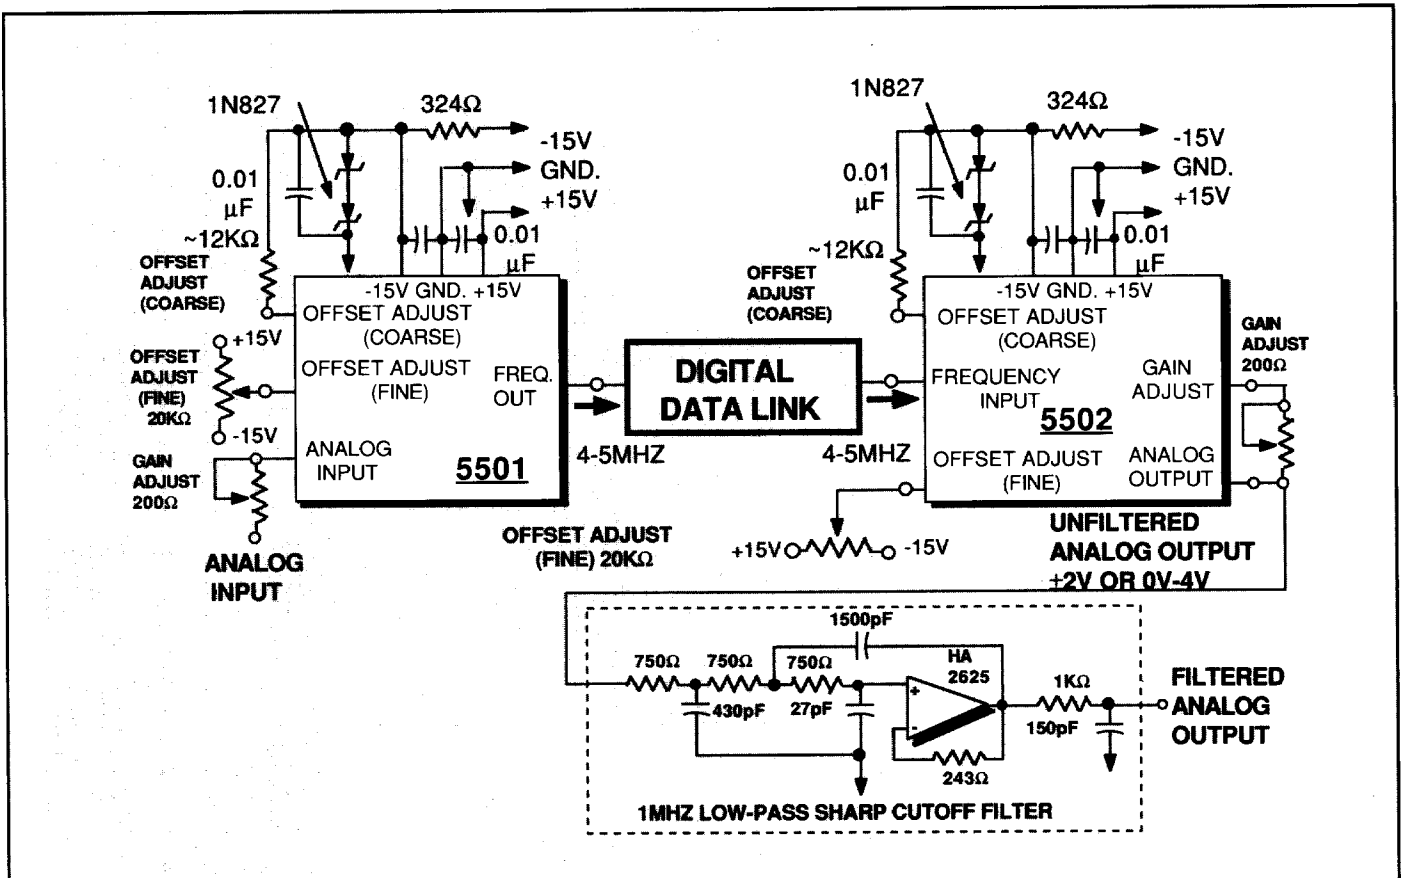 1N827
324Ω
-15V
GND.
+15V
0.01
µF
~12KΩ
0.01
µF
OFFSET
ADJUST
(COARSE)
-15V GND. +15V
OFFSET ADJUST
(COARSE)
+15V
OFFSET
ADJUST
(FINE)
20KΩ
-15V
OFFSET ADJUST
(FINE)
FREQ.
OUT
GAIN
ADJUST
200Ω
ANALOG
INPUT
5501
ANALOG
INPUT
4-5MHZ
DIGITAL
DATA LINK
4-5MHZ
1N827
324Ω
-15V
GND.
+15V
0.01
µF
~12KΩ
0.01
µF
OFFSET
ADJUST
(COARSE)
-15V GND. +15V
OFFSET ADJUST
(COARSE)
FREQUENCY
INPUT
GAIN
ADJUST
5502
OFFSET ADJUST
(FINE)
ANALOG
OUTPUT
GAIN
ADJUST
200Ω
OFFSET ADJUST
(FINE) 20KΩ
+15V
-15V
UNFILTERED
ANALOG OUTPUT
±2V OR 0V-4V
1500pF
750Ω
750Ω
750Ω
HA
2625
430pF
27pF
243Ω
1KΩ
150pF
FILTERED
ANALOG
OUTPUT
1MHZ LOW-PASS SHARP CUTOFF FILTER